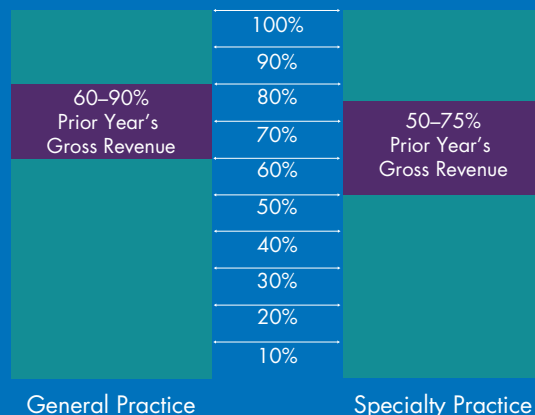 100%
90%
60–90%
Prior Year's
Gross Revenue
80%
70%
60%
50%
40%
30%
20%
10%
50–75%
Prior Year's
Gross Revenue
General Practice
Specialty Practice